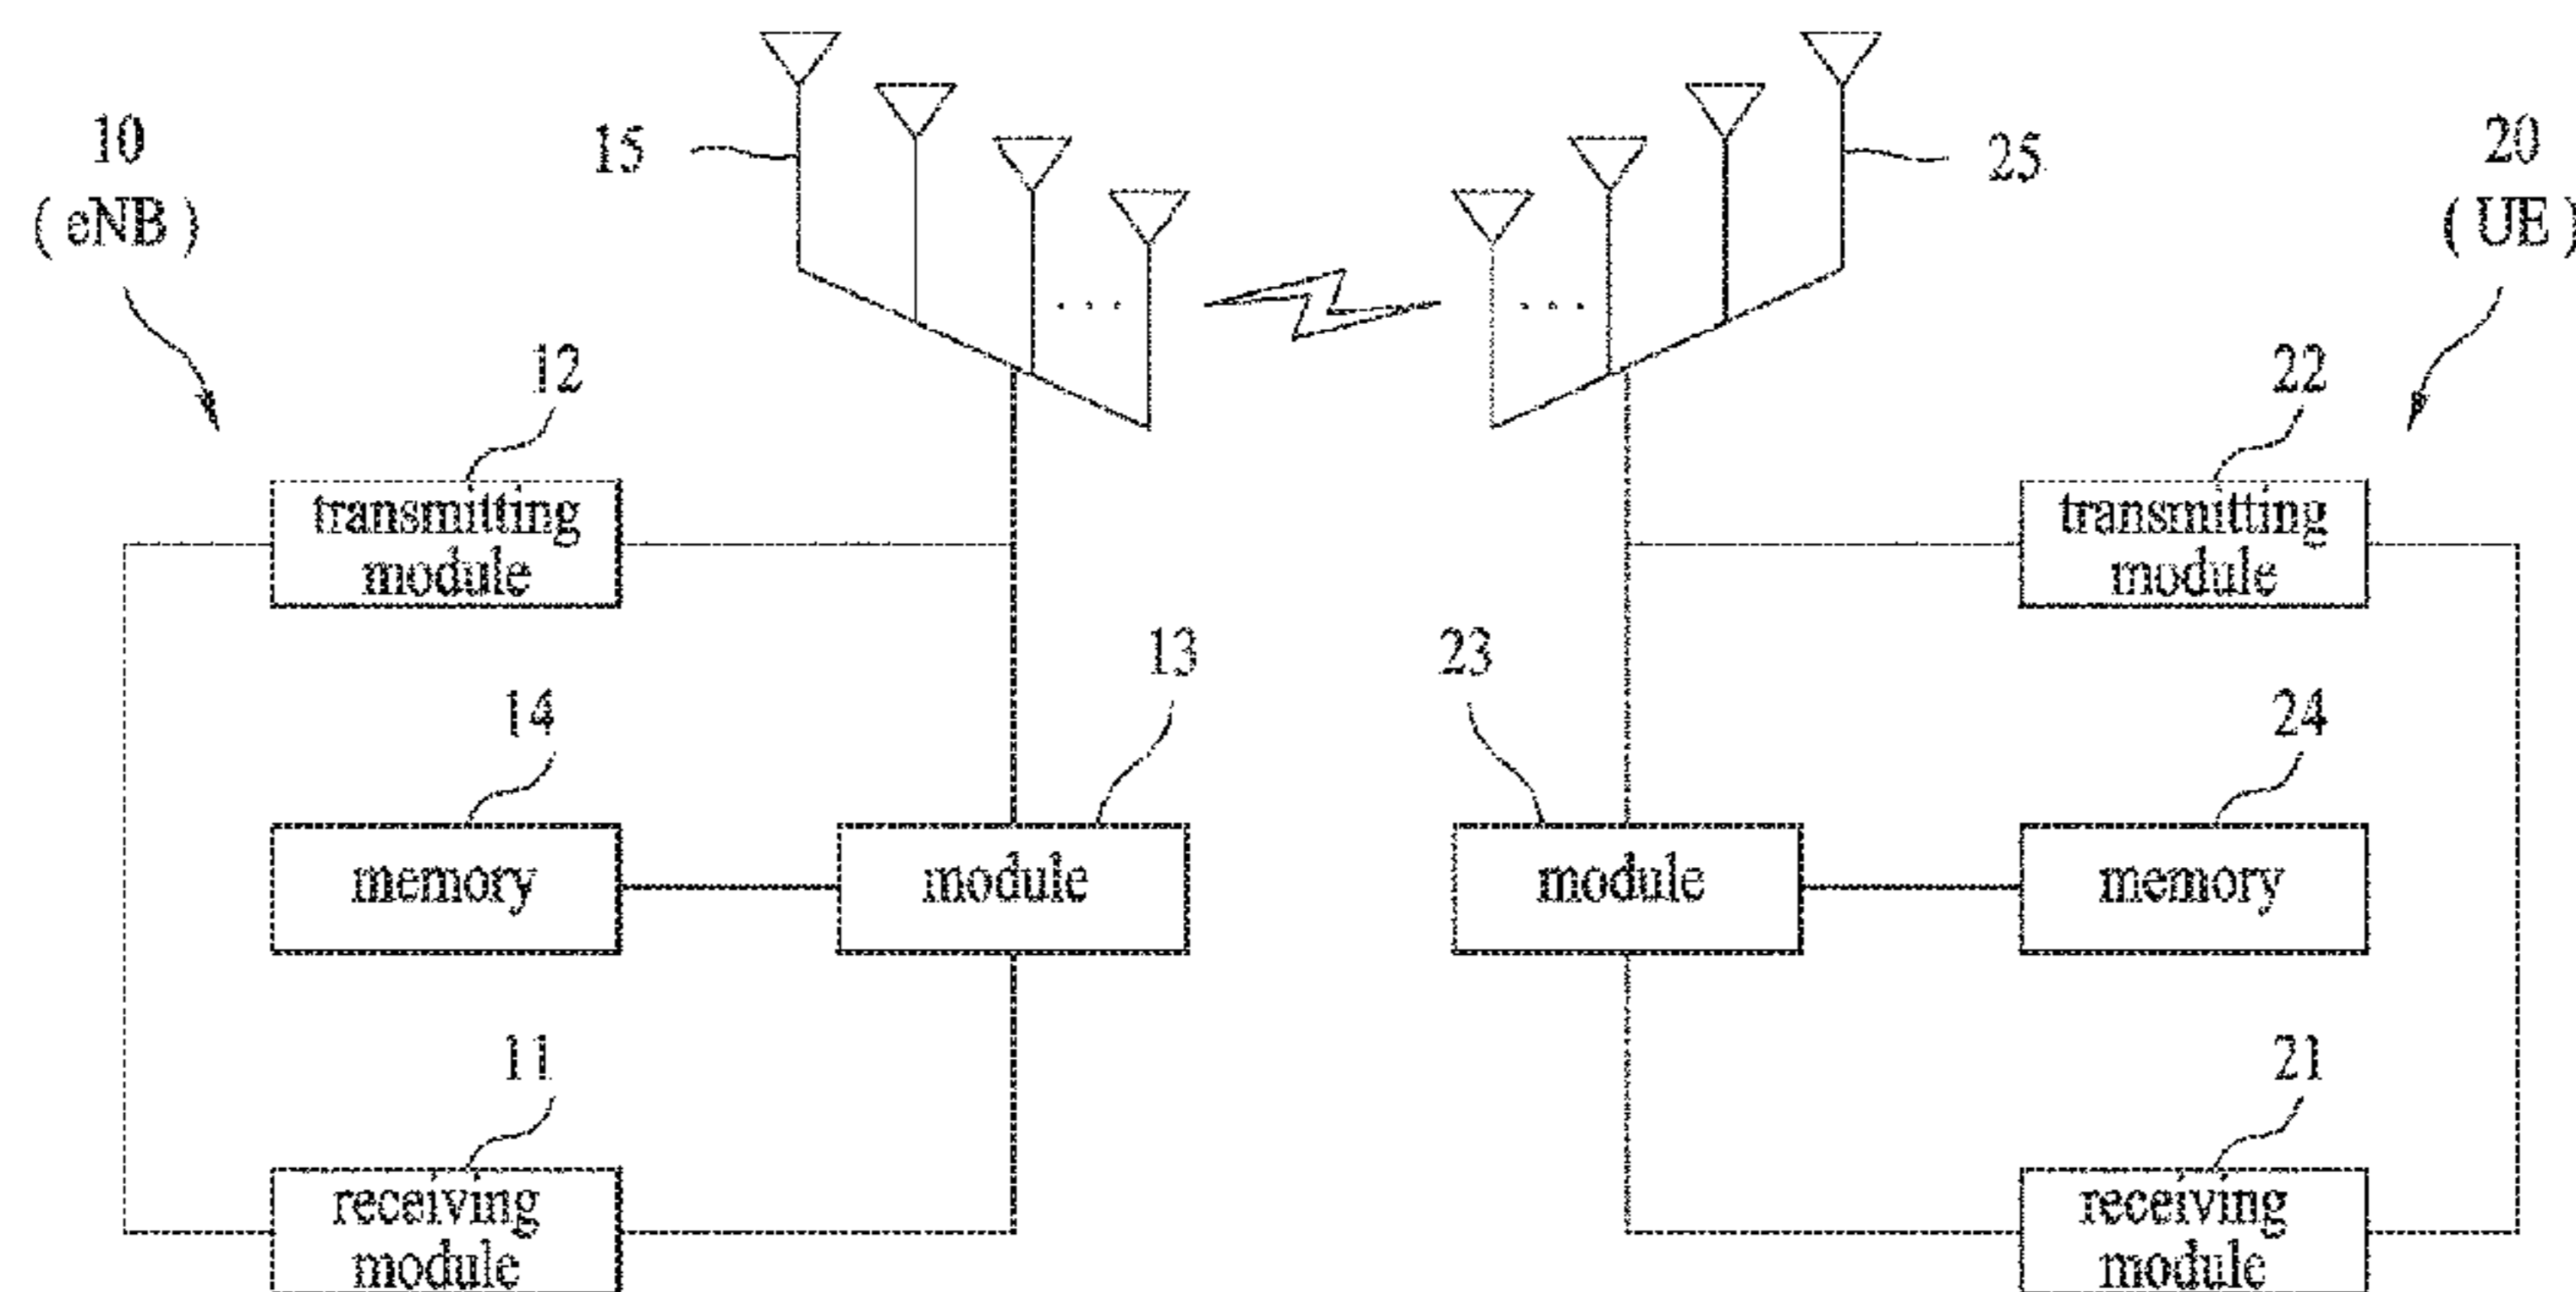 10
( eNB )
15
25
20
( UE )
12
22
transmitting
module
transmitting
module
13
23
14
24
memory
module
module
memory
11
21
receiving
module
receiving
module